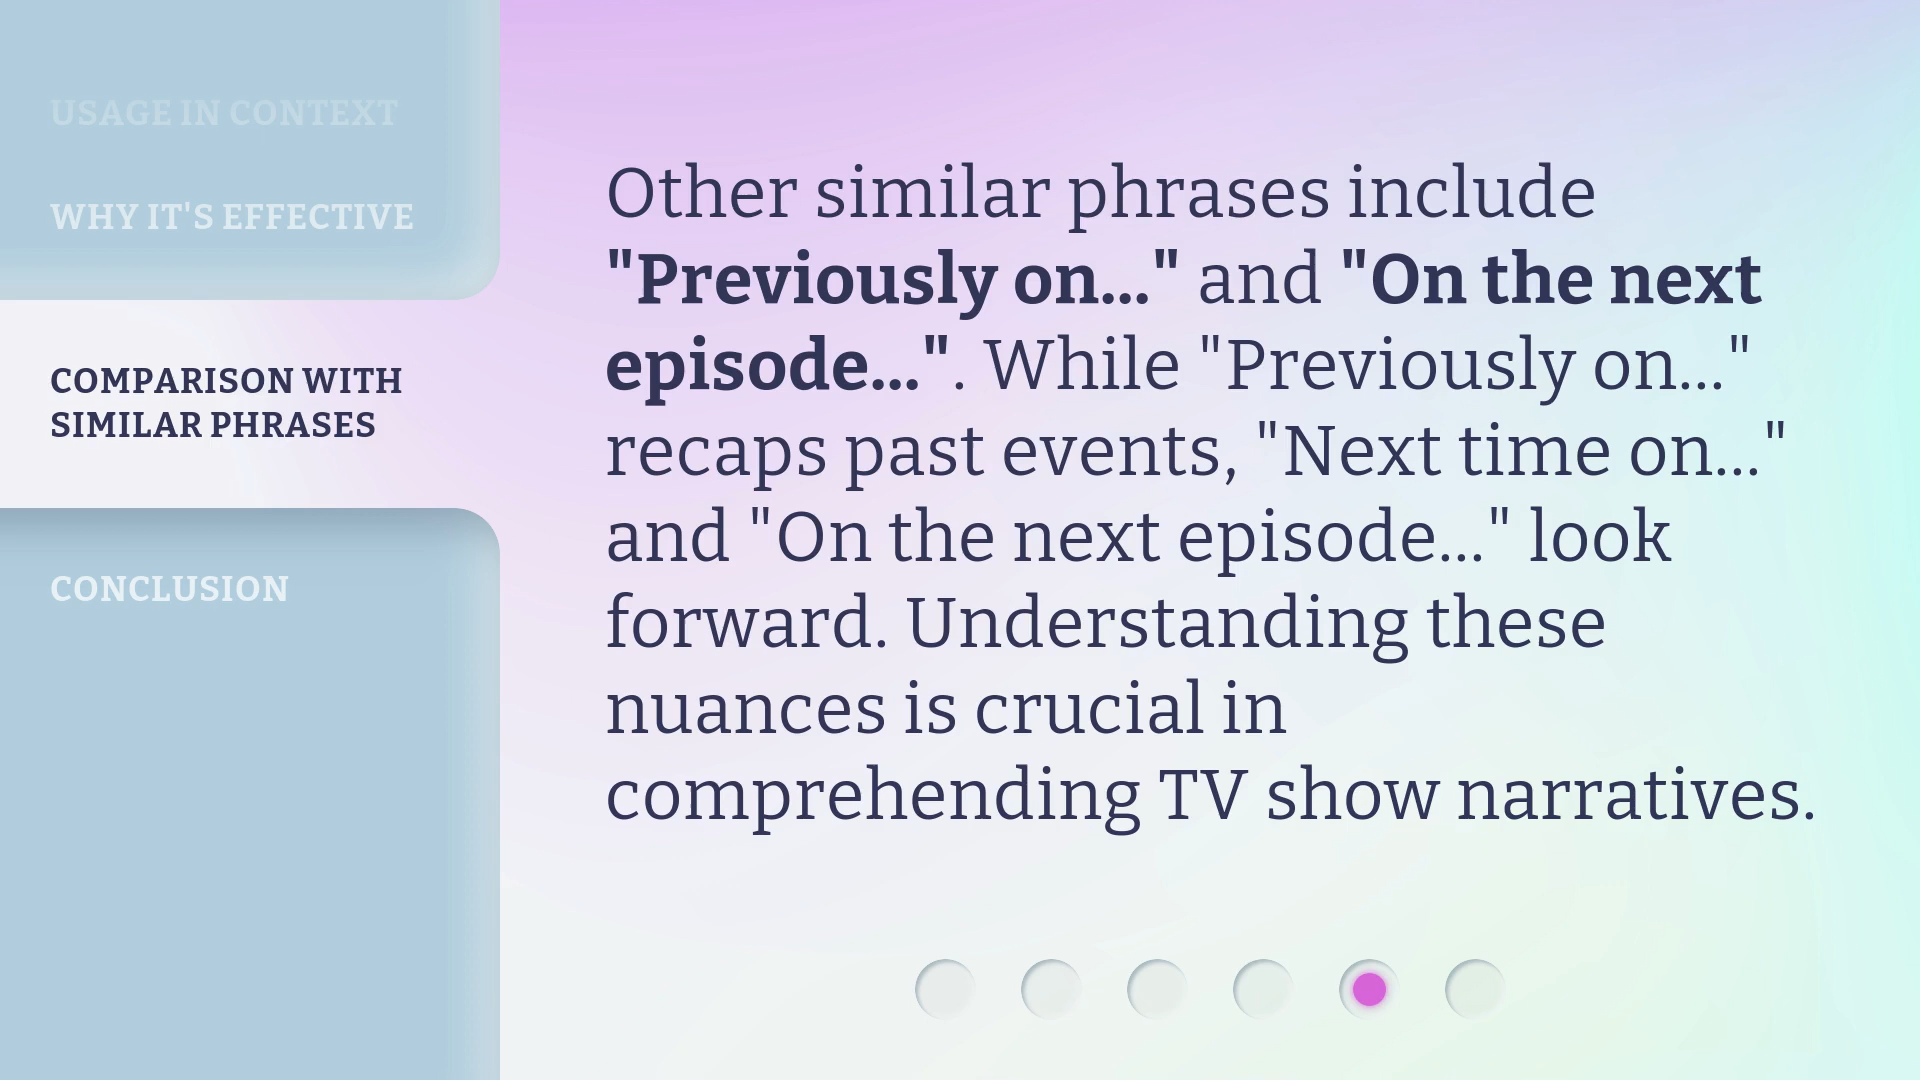 USAGE IN CONTEXT
WHY IT'S EFFECTIVE
COMPARISON WITH
SIMILAR PHRASES
CONCLUSION
Other similar phrases include
"Previously on..." and "On the next
episode...". While "Previously on..."
recaps past events, "Next time on..."
and "On the next episode..." look
forward. Understanding these
nuances is crucial in
comprehending TV show narratives.